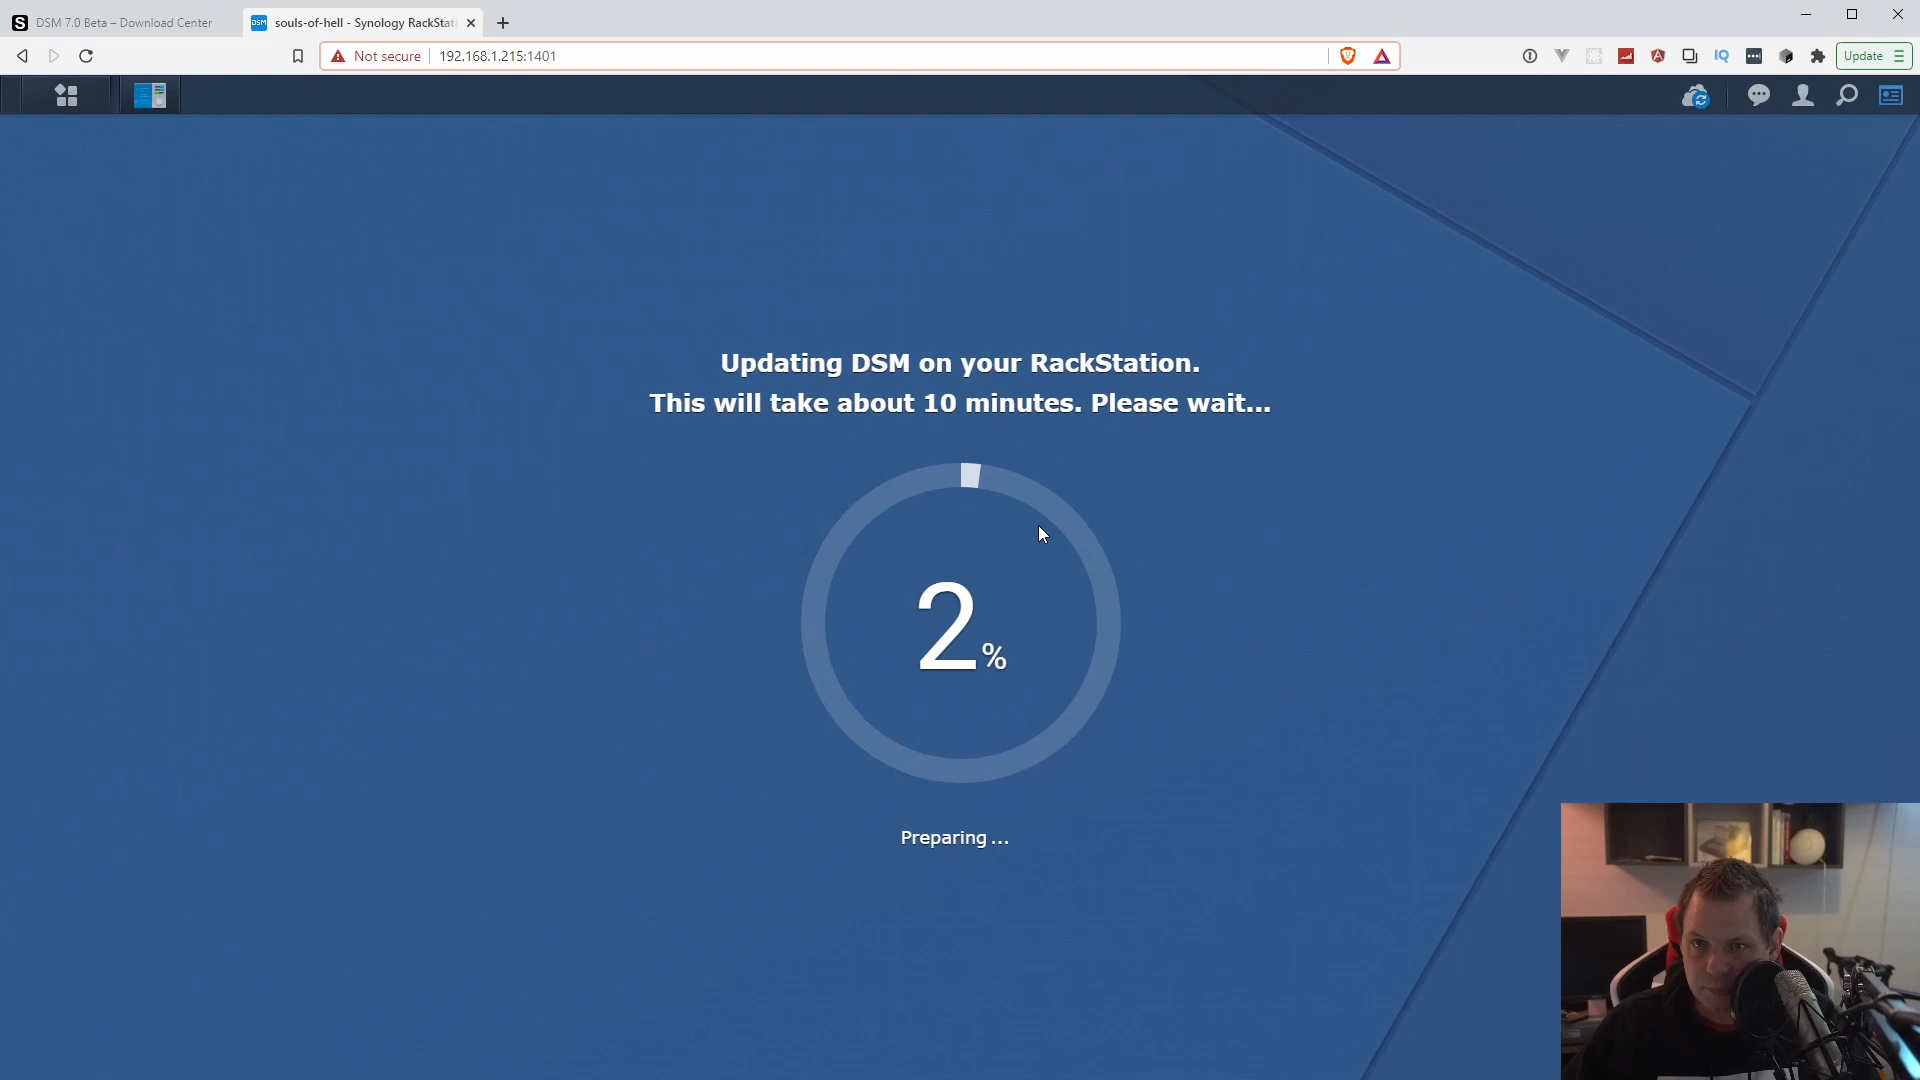 DSM 7.0 Beta – Download Center
souls-of-hell - Synology RackStati
Not secure
192.168.1.215:1401
Update
Updating DSM on your RackStation.
This will take about 10 minutes. Please wait...
2%
Preparing ...